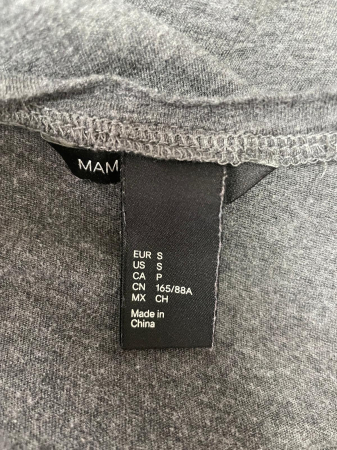 MAM
EUR S
US S
CA P
CN 165/88A
MX CH
Made in
China